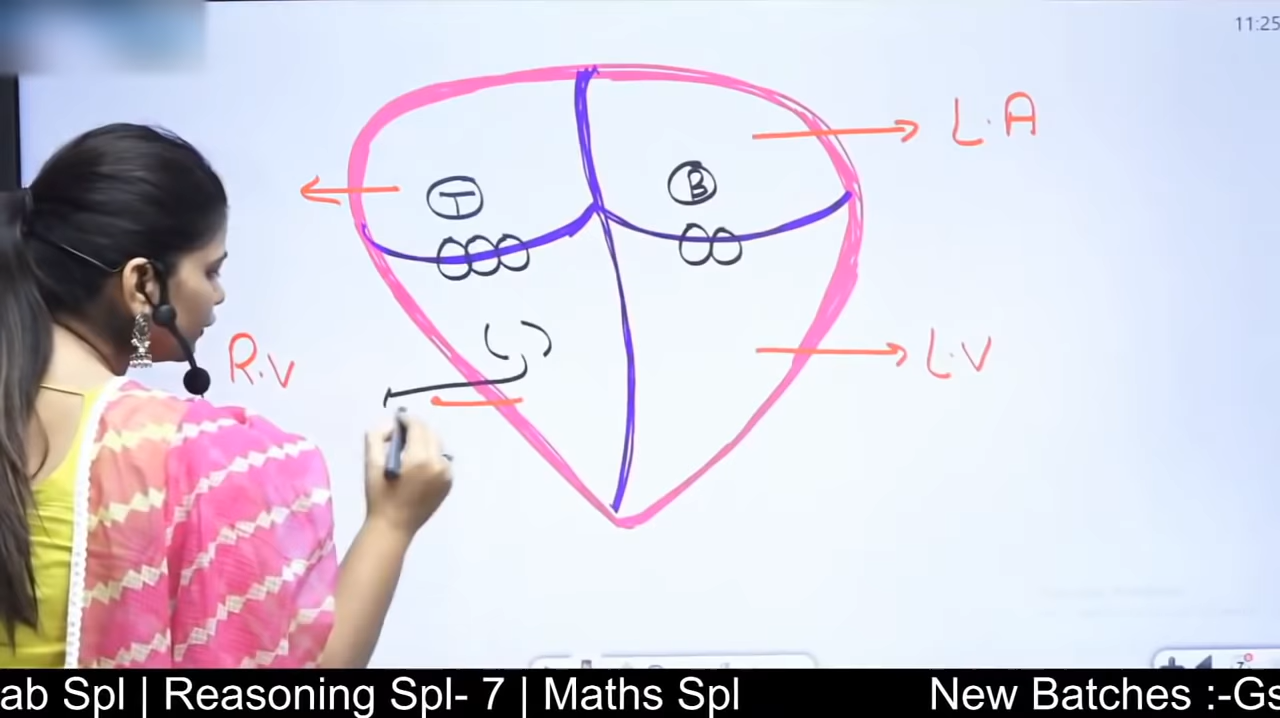 11:25
L.A
T
B
R.V
L.V
ab Spl | Reasoning Spl- 7 | Maths Spl
New Batches :-Gs